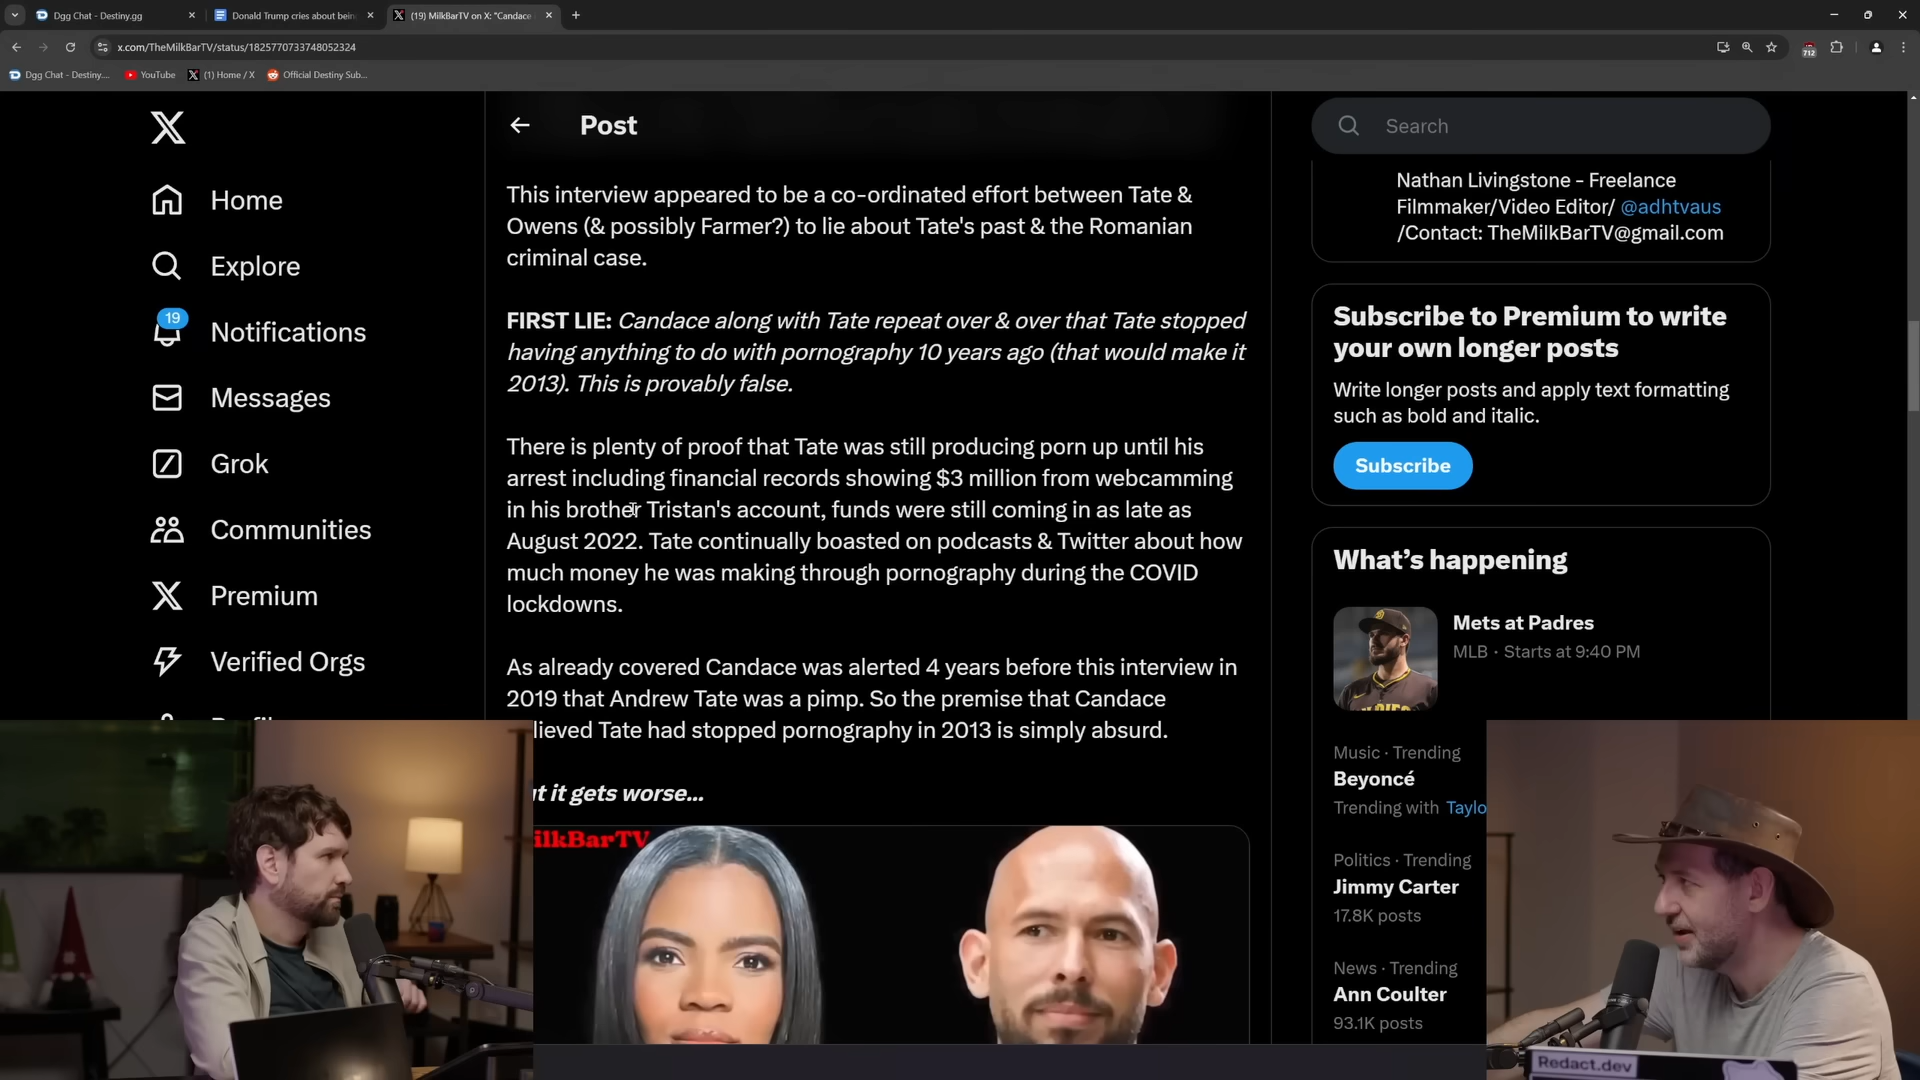 Dgg Chat - Destiny.gg
Donald Trump cries about bein
(19) MilkBarTV on X: "Candace
x.com/TheMilkBarTV/status/1825770733748052324
712
Dgg Chat - Destiny....
YouTube
(1) Home / X
Official Destiny Sub...
Home
Explore
19
Notifications
Messages
Grok
Communities
Premium
Verified Orgs
Post
This interview appeared to be a co-ordinated effort between Tate &
Owens (& possibly Farmer?) to lie about Tate's past & the Romanian
criminal case.
FIRST LIE: Candace along with Tate repeat over & over that Tate stopped
having anything to do with pornography 10 years ago (that would make it
2013). This is provably false.
There is plenty of proof that Tate was still producing porn up until his
arrest including financial records showing $3 million from webcamming
in his brother Tristan's account, funds were still coming in as late as
August 2022. Tate continually boasted on podcasts & Twitter about how
much money he was making through pornography during the COVID
lockdowns.
As already covered Candace was alerted 4 years before this interview in
2019 that Andrew Tate was a pimp. So the premise that Candace
lieved Tate had stopped pornography in 2013 is simply absurd.
t it gets worse...
ilkBarTV
Search
Nathan Livingstone - Freelance
Filmmaker/Video Editor/ @adhtvaus
/Contact: TheMilkBarTV@gmail.com
Subscribe to Premium to write
your own longer posts
Write longer posts and apply text formatting
such as bold and italic.
Subscribe
What's happening
Mets at Padres
MLB · Starts at 9:40 PM
Music · Trending
Beyoncé
Trending with Taylo
Politics · Trending
Jimmy Carter
17.8K posts
News · Trending
Ann Coulter
93.1K posts
Redact.dev